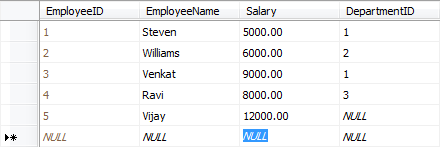 EmployeeID EmployeeName Salary DepartmentID
1 Steven 5000.00 1
2 Williams 6000.00 2
3 Venkat 9000.00 1
4 Ravi 8000.00 3
5 Vijay 12000.00 NULL
NULL NULL NULL NULL